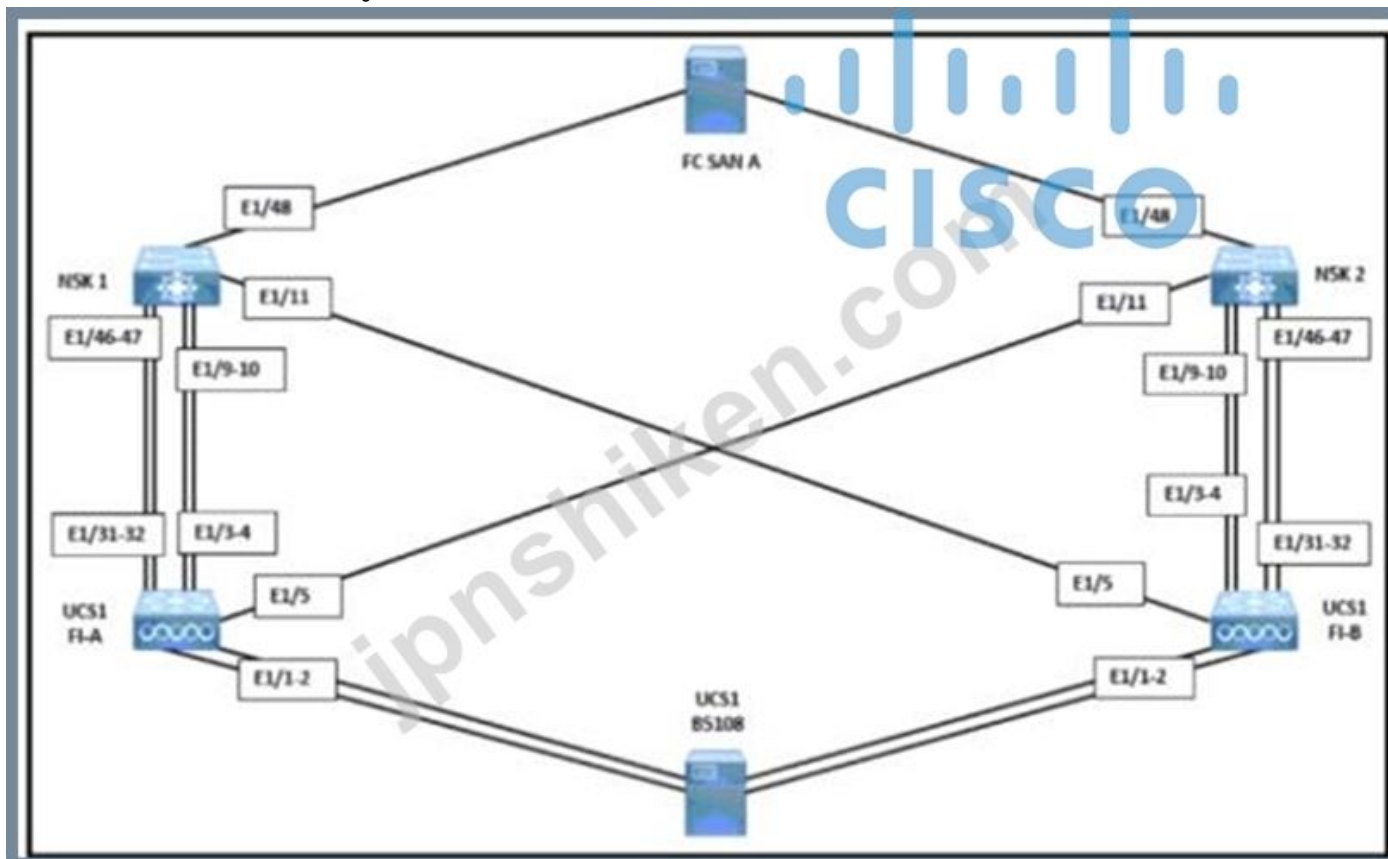 CISCO
FC SAN A
E1/48
E1/48
N5K 1
N5K 2
E1/11
E1/11
E1/46-47
E1/46-47
E1/9-10
E1/9-10
jpnshiken.com
E1/3-4
E1/31-32
E1/3-4
E1/31-32
E1/5
E1/5
UCS1
FI-A
UCS1
FI-B
E1/1-2
E1/1-2
UCS1
B5108